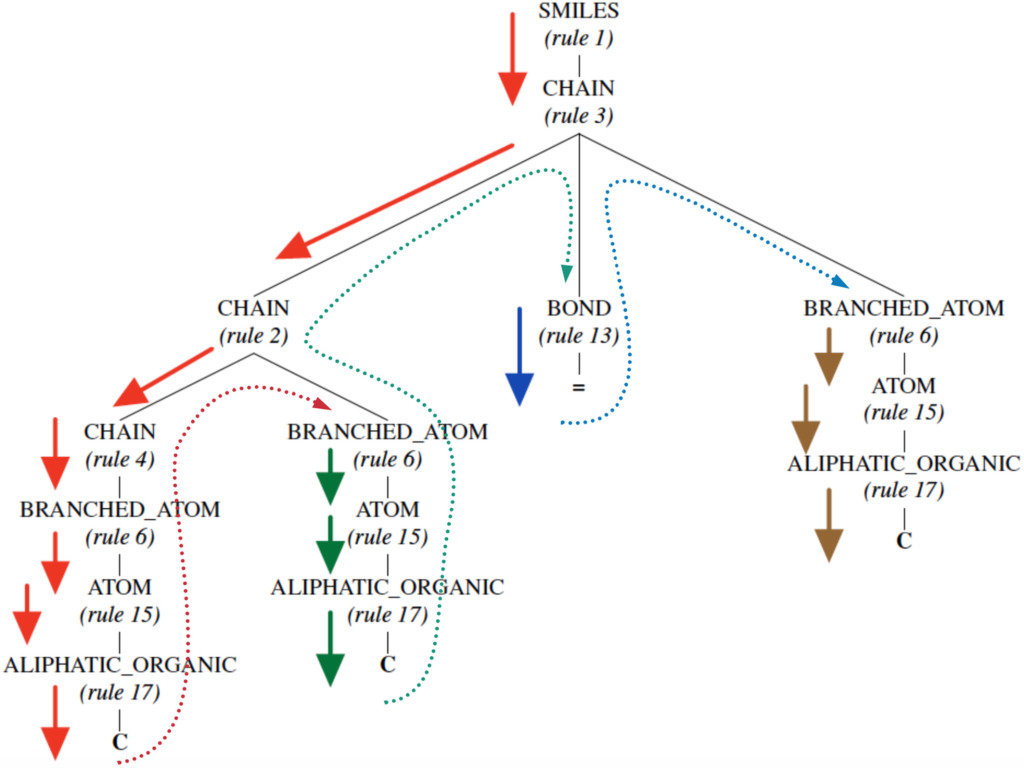 SMILES
(rule 1)
CHAIN
(rule 3)
CHAIN
(rule 2)
BOND
(rule 13)
=
BRANCHED_ATOM
(rule 6)
ATOM
(rule 15)
ALIPHATIC_ORGANIC
(rule 17)
C
CHAIN
(rule 4)
BRANCHED_ATOM
(rule 6)
ATOM
(rule 15)
ALIPHATIC_ORGANIC
(rule 17)
C
BRANCHED_ATOM
(rule 6)
ATOM
(rule 15)
ALIPHATIC_ORGANIC
(rule 17)
C